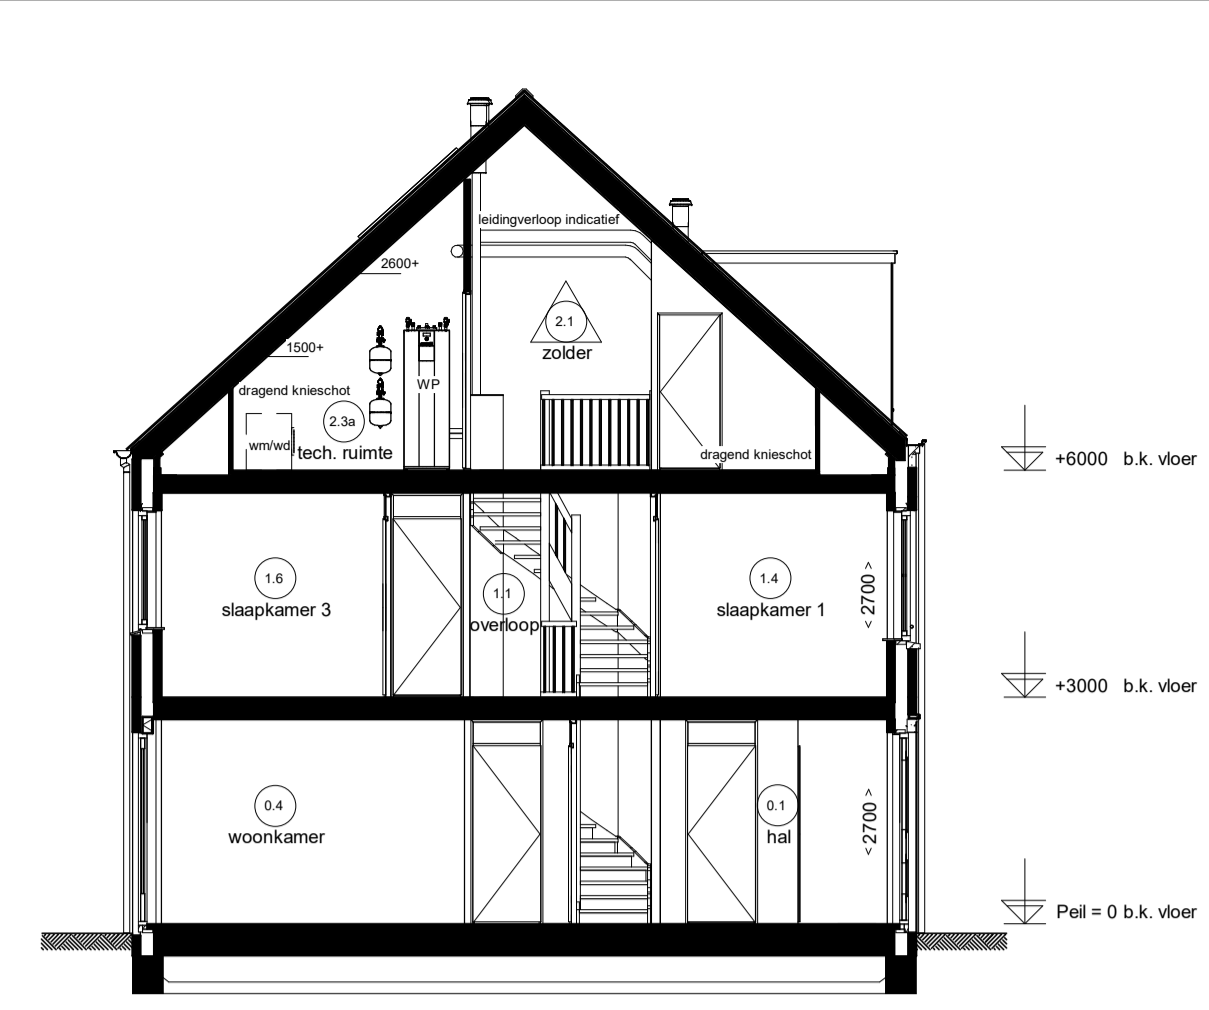 leidingverloop indicatief
2600+
2.1
zolder
1500+
WP
dragend knieschot
2.3a
wm/wd
tech. ruimte
dragend knieschot
+6000 b.k. vloer
1.6
slaapkamer 3
1.1
overloop
1.4
slaapkamer 1
<2700>
+3000 b.k. vloer
0.4
woonkamer
0.1
hal
<2700>
Peil = 0 b.k. vloer